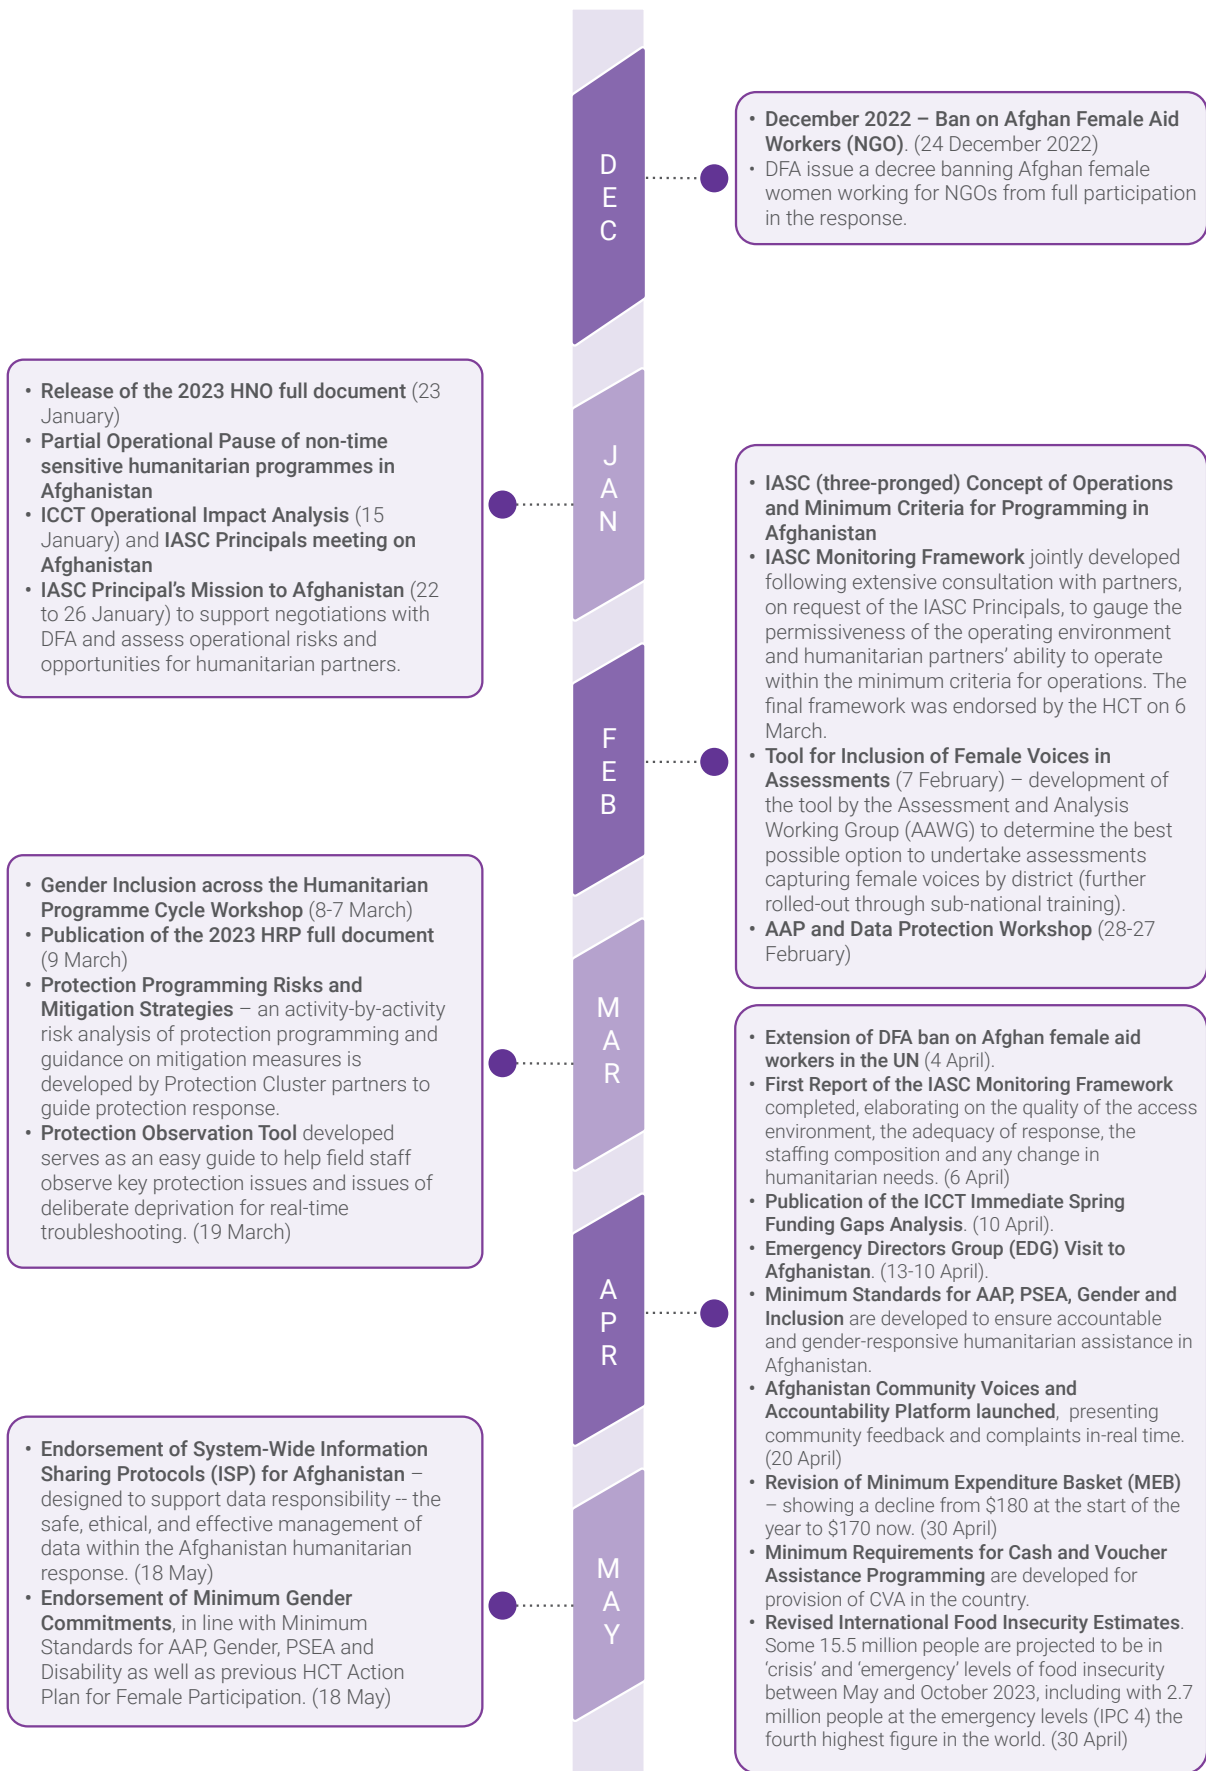 DEC
• December 2022 – Ban on Afghan Female Aid
Workers (NGO). (24 December 2022)
• DFA issue a decree banning Afghan female
women working for NGOs from full participation
in the response.
JAN
• Release of the 2023 HNO full document (23
January)
• Partial Operational Pause of non-time
sensitive humanitarian programmes in
Afghanistan
• ICCT Operational Impact Analysis (15
January) and IASC Principals meeting on
Afghanistan
• IASC Principal’s Mission to Afghanistan (22
to 26 January) to support negotiations with
DFA and assess operational risks and
opportunities for humanitarian partners.
FEB
• IASC (three-pronged) Concept of Operations
and Minimum Criteria for Programming in
Afghanistan
• IASC Monitoring Framework jointly developed
following extensive consultation with partners,
on request of the IASC Principals, to gauge the
permissiveness of the operating environment
and humanitarian partners’ ability to operate
within the minimum criteria for operations. The
final framework was endorsed by the HCT on 6
March.
• Tool for Inclusion of Female Voices in
Assessments (7 February) – development of
the tool by the Assessment and Analysis
Working Group (AAWG) to determine the best
possible option to undertake assessments
capturing female voices by district (further
rolled-out through sub-national training).
• AAP and Data Protection Workshop (28-27
February)
MAR
• Gender Inclusion across the Humanitarian
Programme Cycle Workshop (8-7 March)
• Publication of the 2023 HRP full document
(9 March)
• Protection Programming Risks and
Mitigation Strategies – an activity-by-activity
risk analysis of protection programming and
guidance on mitigation measures is
developed by Protection Cluster partners to
guide protection response.
• Protection Observation Tool developed
serves as an easy guide to help field staff
observe key protection issues and issues of
deliberate deprivation for real-time
troubleshooting. (19 March)
APR
• Extension of DFA ban on Afghan female aid
workers in the UN (4 April).
• First Report of the IASC Monitoring Framework
completed, elaborating on the quality of the access
environment, the adequacy of response, the
staffing composition and any change in
humanitarian needs. (6 April)
• Publication of the ICCT Immediate Spring
Funding Gaps Analysis. (10 April).
• Emergency Directors Group (EDG) Visit to
Afghanistan. (13-10 April).
• Minimum Standards for AAP, PSEA, Gender and
Inclusion are developed to ensure accountable
and gender-responsive humanitarian assistance in
Afghanistan.
• Afghanistan Community Voices and
Accountability Platform launched, presenting
community feedback and complaints in-real time.
(20 April)
• Revision of Minimum Expenditure Basket (MEB)
– showing a decline from $180 at the start of the
year to $170 now. (30 April)
• Minimum Requirements for Cash and Voucher
Assistance Programming are developed for
provision of CVA in the country.
• Revised International Food Insecurity Estimates.
Some 15.5 million people are projected to be in
‘crisis’ and ‘emergency’ levels of food insecurity
between May and October 2023, including with 2.7
million people at the emergency levels (IPC 4) the
fourth highest figure in the world. (30 April)
MAY
• Endorsement of System-Wide Information
Sharing Protocols (ISP) for Afghanistan –
designed to support data responsibility -- the
safe, ethical, and effective management of
data within the Afghanistan humanitarian
response. (18 May)
• Endorsement of Minimum Gender
Commitments, in line with Minimum
Standards for AAP, Gender, PSEA and
Disability as well as previous HCT Action
Plan for Female Participation. (18 May)